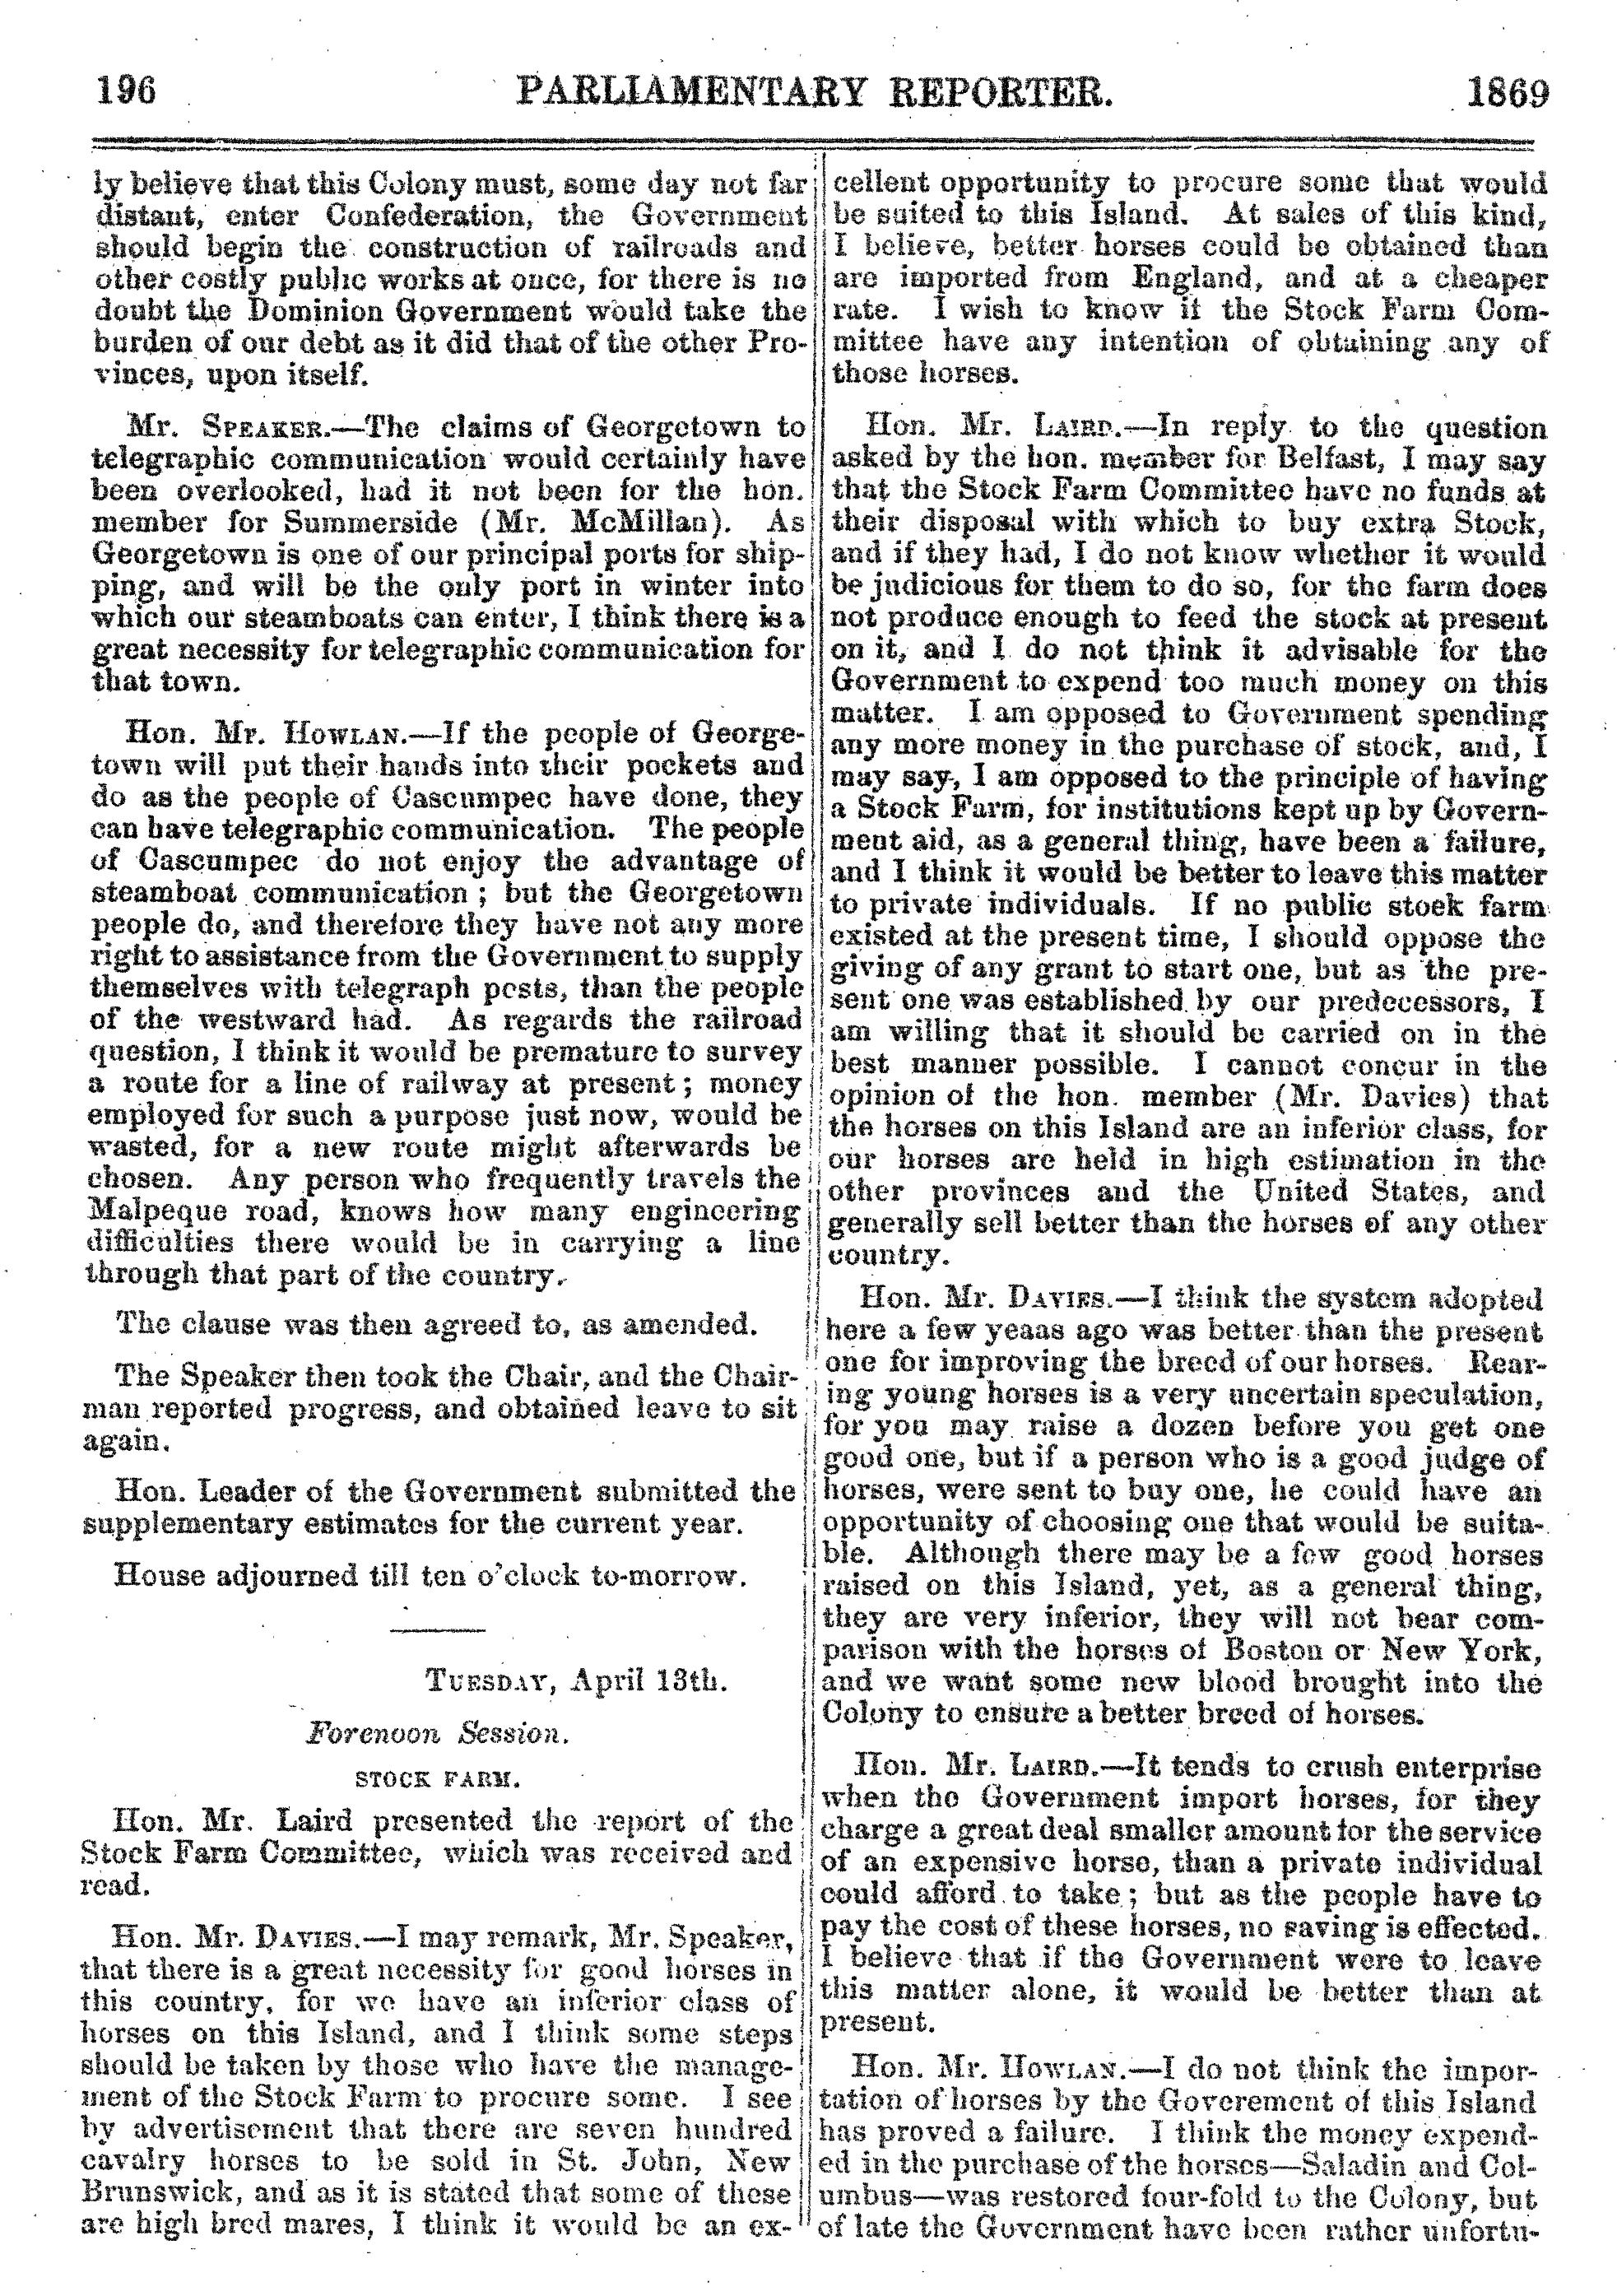 196 PARLIAMENTARY REPORTER. 1869
ly believe that this Colony must, some day not far
distant, enter Confederation, the Government
should begin the construction of railroads and
other costly public works at once, for there is no
doubt the Dominion Government would take the
burden of our debt as it did that of the other Pro-
vinces, upon itself.
Mr. SPEAKER.—The claims of Georgetown to
telegraphic communication would certainly have
been overlooked, had it not been for the hon.
member for Summerside (Mr. McMillan). As
Georgetown is one of our principal ports for ship-
ping, and will be the only port in winter into
which our steamboats can enter, I think there is a
great necessity for telegraphic communication for
that town.
Hon. Mr. HOWLAN.—If the people of George-
town will put their hands into their pockets and
do as the people of Cascumpec have done, they
can have telegraphic communication. The people
of Cascumpec do not enjoy the advantage of
steamboat communication; but the Georgetown
people do, and therefore they have not any more
right to assistance from the Government to supply
themselves with telegraph posts, than the people
of the westward had. As regards the railroad
question, I think it would be premature to survey
a route for a line of railway at present; money
employed for such a purpose just now, would be
wasted, for a new route might afterwards be
chosen. Any person who frequently travels the
Malpeque road, knows how many engineering
difficulties there would be in carrying a line
through that part of the country.
The clause was then agreed to, as amended.
The Speaker then took the Chair, and the Chair-
man reported progress, and obtained leave to sit
again.
Hon. Leader of the Government submitted the
supplementary estimates for the current year.
House adjourned till ten o'clock to-morrow.
TUESDAY, April 13th.
Forenoon Session.
STOCK FARM.
Hon. Mr. Laird presented the report of the
Stock Farm Committee, which was received and
read.
Hon. Mr. DAVIES.—I may remark, Mr. Speaker,
that there is a great necessity for good horses in
this country, for we have an inferior class of
horses on this Island, and I think some steps
should be taken by those who have the manage-
ment of the Stock Farm to procure some. I see
by advertisement that there are seven hundred
cavalry horses to be sold in St. John, New
Brunswick, and as it is stated that some of these
are high bred mares, I think it would be an ex-
cellent opportunity to procure some that would
be suited to this Island. At sales of this kind,
I believe, better horses could be obtained than
are imported from England, and at a cheaper
rate. I wish to know if the Stock Farm Com-
mittee have any intention of obtaining any of
those horses.
Hon. Mr. LAIRD.—In reply to the question
asked by the hon. member for Belfast, I may say
that the Stock Farm Committee have no funds at
their disposal with which to buy extra Stock,
and if they had, I do not know whether it would
be judicious for them to do so, for the farm does
not produce enough to feed the stock at present
on it, and I do not think it advisable for the
Government to expend too much money on this
matter. I am opposed to Government spending
any more money in the purchase of stock, and, I
may say, I am opposed to the principle of having
a Stock Farm, for institutions kept up by Govern-
ment aid, as a general thing, have been a failure,
and I think it would be better to leave this matter
to private individuals. If no public stoek farm
existed at the present time, I should oppose the
giving of any grant to start one, but as the pre-
sent one was established by our predecessors, I
am willing that it should be carried on in the
best manner possible. I cannot concur in the
opinion of the hon. member (Mr. Davies) that
the horses on this Island are an inferior class, for
our horses are held in high estimation in the
other provinces and the United States, and
generally sell better than the horses of any other
country.
Hon. Mr. DAVIES.—I think the system adopted
here a few yeaas ago was better than the present
one for improving the breed of our horses. Rear-
ing young horses is a very uncertain speculation,
for you may raise a dozen before you get one
good one, but if a person who is a good judge of
horses, were sent to buy one, he could have an
opportunity of choosing one that would be suita-
ble. Although there may be a few good horses
raised on this Island, yet, as a general thing,
they are very inferior, they will not bear com-
parison with the horses of Boston or New York,
and we want some new blood brought into the
Colony to ensure a better breed of horses.
Hon. Mr. LAIRD.—It tends to crush enterprise
when the Government import horses, for they
charge a great deal smaller amount for the service
of an expensive horse, than a private individual
could afford to take; but as the people have to
pay the cost of these horses, no saving is effected.
I believe that if the Government were to leave
this matter alone, it would be better than at
present.
Hon. Mr. HOWLAN.—I do not think the impor-
tation of horses by the Goverement of this Island
has proved a failure. I think the money expend-
ed in the purchase of the horses—Saladin and Col-
umbus—was restored four-fold to the Colony, but
of late the Government have been rather unfortu-